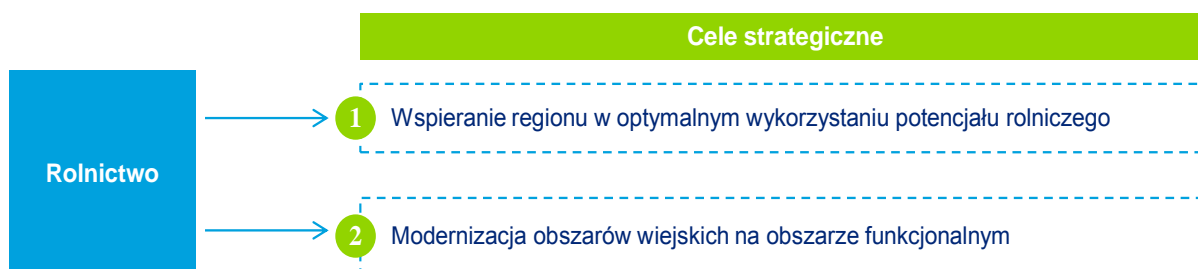 Cele strategiczne
1 Wspieranie regionu w optymalnym wykorzystaniu potencjału rolniczego
Rolnictwo
2 Modernizacja obszarów wiejskich na obszarze funkcjonalnym